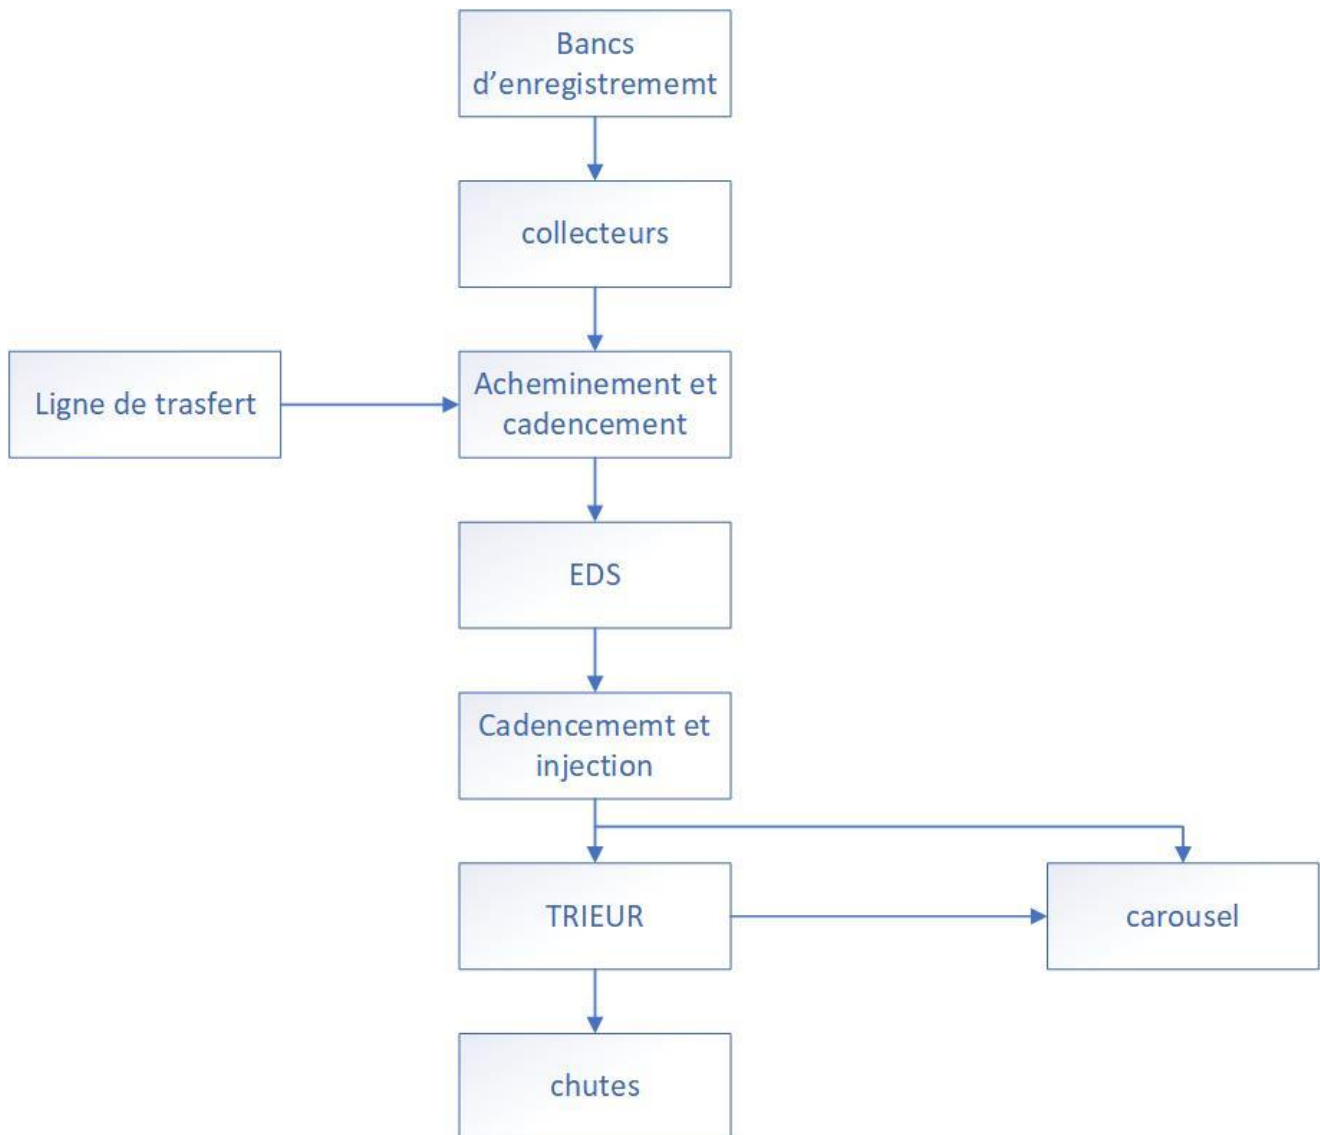 Bancs
d’enregistrememt
collecteurs
Ligne de trasfert
Acheminement et
cadencement
EDS
Cadencememt et
injection
TRIEUR
carousel
chutes